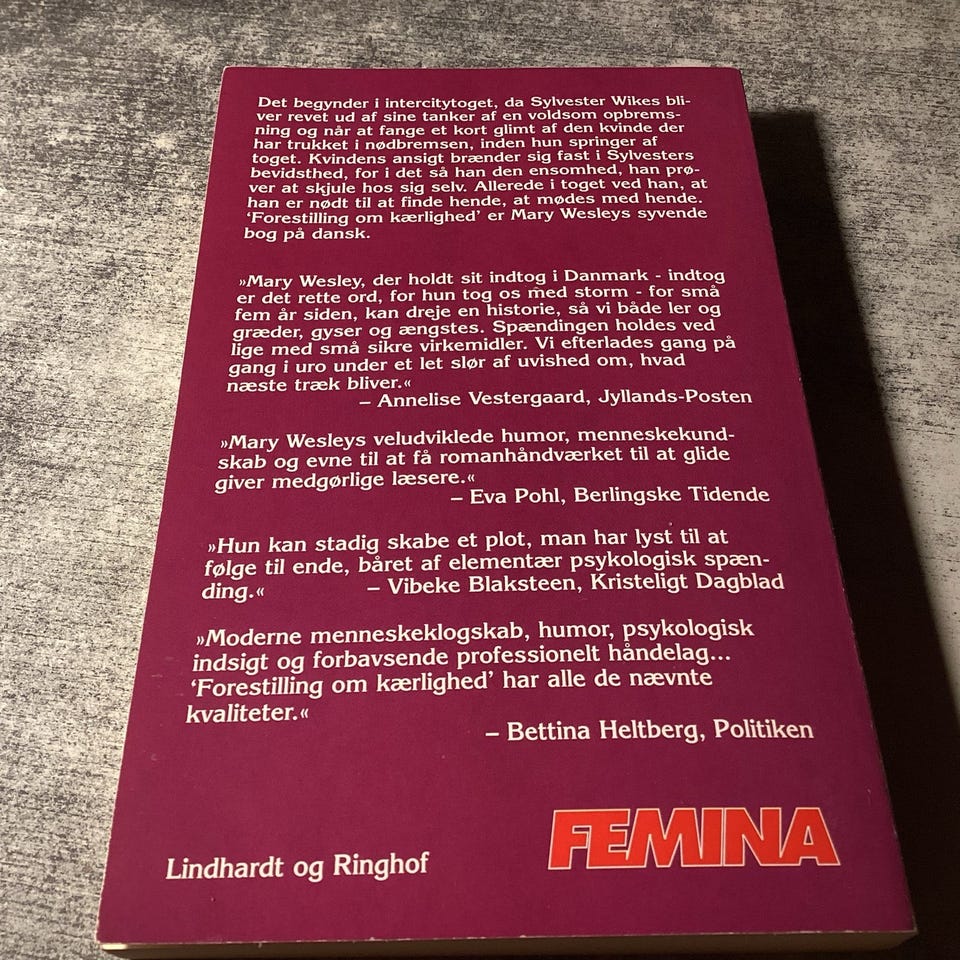 Det begynder i intercitytoget, da Sylvester Wikes bli-
ver revet ud af sine tanker af en voldsom opbrems-
ning og når at fange et kort glimt af den kvinde der
har trukket i nødbremsen, inden hun springer af
toget. Kvindens ansigt brænder sig fast i Sylvesters
bevidsthed, for i det så han den ensomhed, han prø-
ver at skjule hos sig selv. Allerede i toget ved han, at
han er nødt til at finde hende, at mødes med hende.
‘Forestilling om kærlighed’ er Mary Wesleys syvende
bog på dansk.
»Mary Wesley, der holdt sit indtog i Danmark - indtog
er det rette ord, for hun tog os med storm - for små
fem år siden, kan dreje en historie, så vi både ler og
græder, gyser og ængstes. Spændingen holdes ved
lige med små sikre virkemidler. Vi efterlades gang på
gang i uro under et let slør af uvished om, hvad
næste træk bliver.«
– Annelise Vestergaard, Jyllands-Posten
»Mary Wesleys veludviklede humor, menneskekund-
skab og evne til at få romanhåndværket til at glide
giver medgørlige læsere.«
– Eva Pohl, Berlingske Tidende
»Hun kan stadig skabe et plot, man har lyst til at
følge til ende, båret af elementær psykologisk spæn-
ding.« – Vibeke Blaksteen, Kristeligt Dagblad
»Moderne menneskeklogskab, humor, psykologisk
indsigt og forbavsende professionelt håndelag...
‘Forestilling om kærlighed’ har alle de nævnte
kvaliteter.«
– Bettina Heltberg, Politiken
FEMINA
Lindhardt og Ringhof